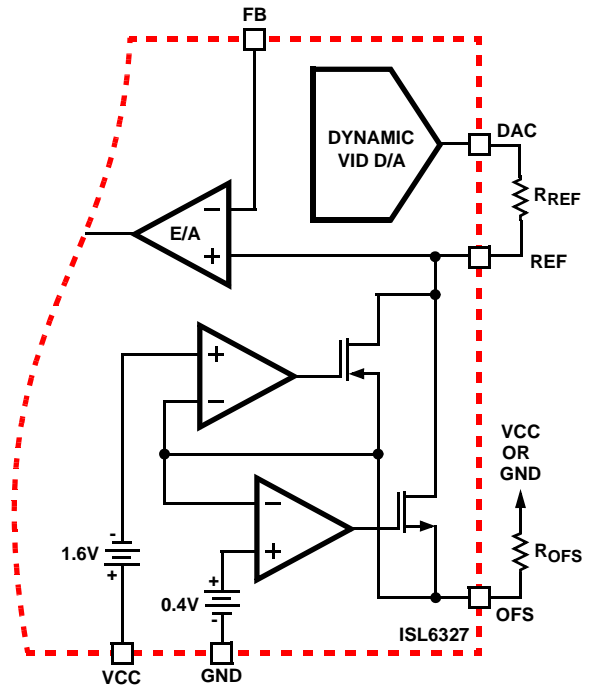 FB
DYNAMIC
VID D/A
DAC
RREF
REF
E/A
−
+
+
−
−
+
VCC
OR
GND
ROFS
OFS
-
1.6V
+
+
0.4V
-
ISL6327
VCC
GND